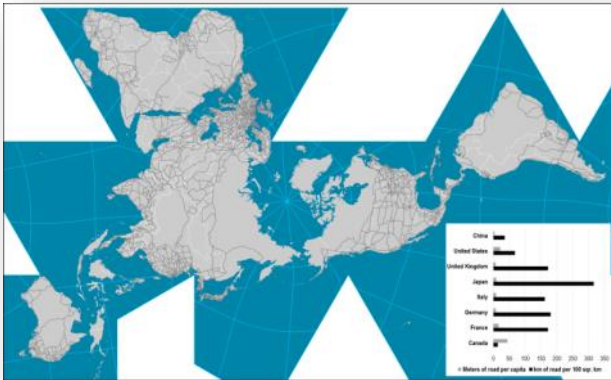 China
United States
United Kingdom
Japan
Italy
Germany
France
Canada
0 50 100 150 200 250 300 350
Meters of road per capita km of road per 100 sqr. km